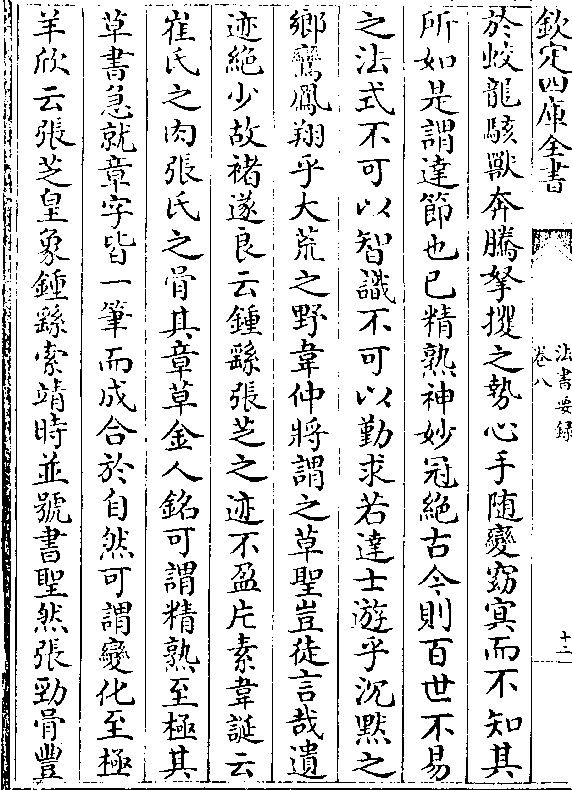 欽定四庫全書
法書要録
卷八
十二
於蛟龍駭獸奔騰拏攫之勢心手随變窈冥而不知其
所如是謂達節也已精熟神妙冠絶古今則百世不易
之法式不可以智識不可以勤求若達士遊乎沉黙之
鄉鸞鳳翔乎大荒之野韋仲將謂之草聖豈徒言哉遺
迹絶少故褚遂良云鍾繇張芝之迹不盈片素韋誕云
崔氏之肉張氏之骨其章草金人銘可謂精熟至極其
草書急就章字皆一筆而成合於自然可謂變化至極
羊欣云張芝皇象鍾繇索靖時並號書聖然張勁骨豐